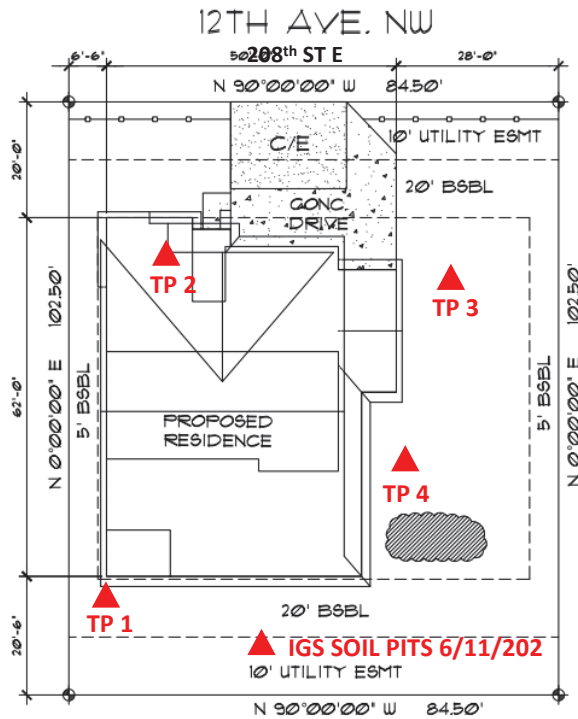 12TH AVE. NW
208th ST E
6'-6" 50'-0" 28'-0"
N 90°00'00" W 84.50'
10' UTILITY ESMT
C/E
20'-0"
20' BSBL
CONC.
DRIVE
TP 2
TP 3
N 0°00'00" E 102.50'
62'-0"
5' BSBL
PROPOSED
RESIDENCE
5' BSBL
N 0°00'00" E 102.50'
TP 4
TP 1
20' BSBL
20'-6"
IGS SOIL PITS 6/11/202
10' UTILITY ESMT
N 90°00'00" W 84.50'